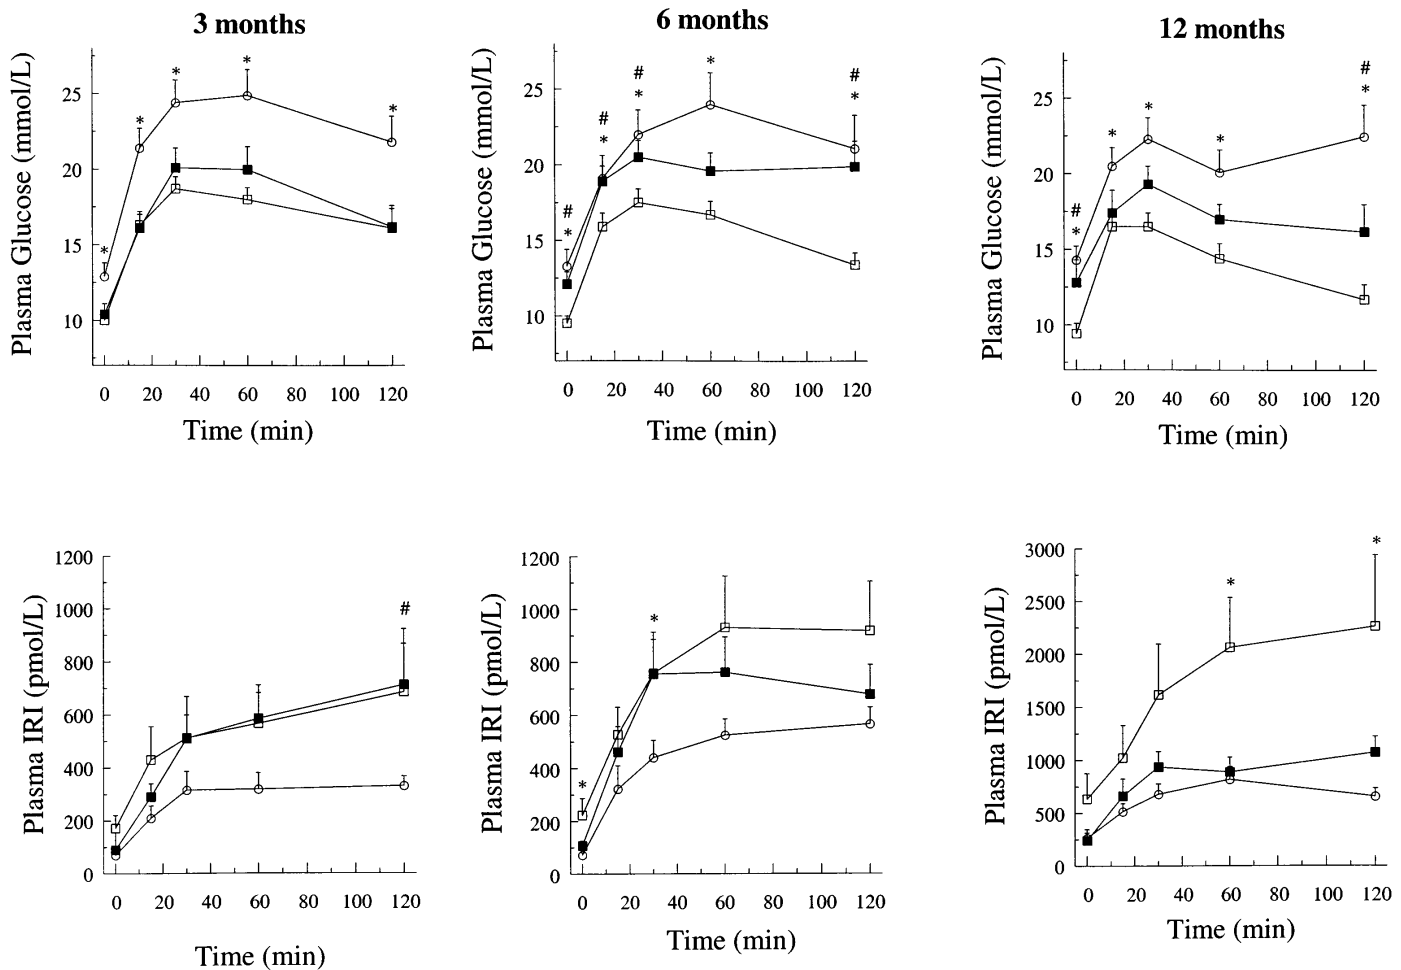 3 months
6 months
12 months
Plasma Glucose (mmol/L)
25
20
15
10
*
*
*
*
*
0 20 40 60 80 100 120
Time (min)
Plasma Glucose (mmol/L)
25
20
15
10
#
*
#
*
#
*
*
#
*
0 20 40 60 80 100 120
Time (min)
Plasma Glucose (mmol/L)
25
20
15
10
#
*
*
*
*
#
*
0 20 40 60 80 100 120
Time (min)
Plasma IRI (pmol/L)
1200
1000
800
600
400
200
0
#
0 20 40 60 80 100 120
Time (min)
Plasma IRI (pmol/L)
1200
1000
800
600
400
200
0
*
*
0 20 40 60 80 100 120
Time (min)
Plasma IRI (pmol/L)
3000
2500
2000
1500
1000
500
0
*
*
0 20 40 60 80 100 120
Time (min)